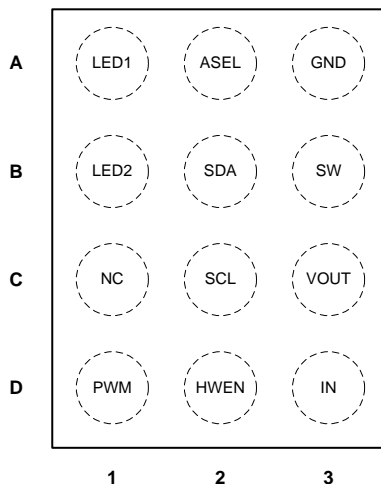 A LED1 ASEL GND
B LED2 SDA SW
C NC SCL VOUT
D PWM HWEN IN
1 2 3